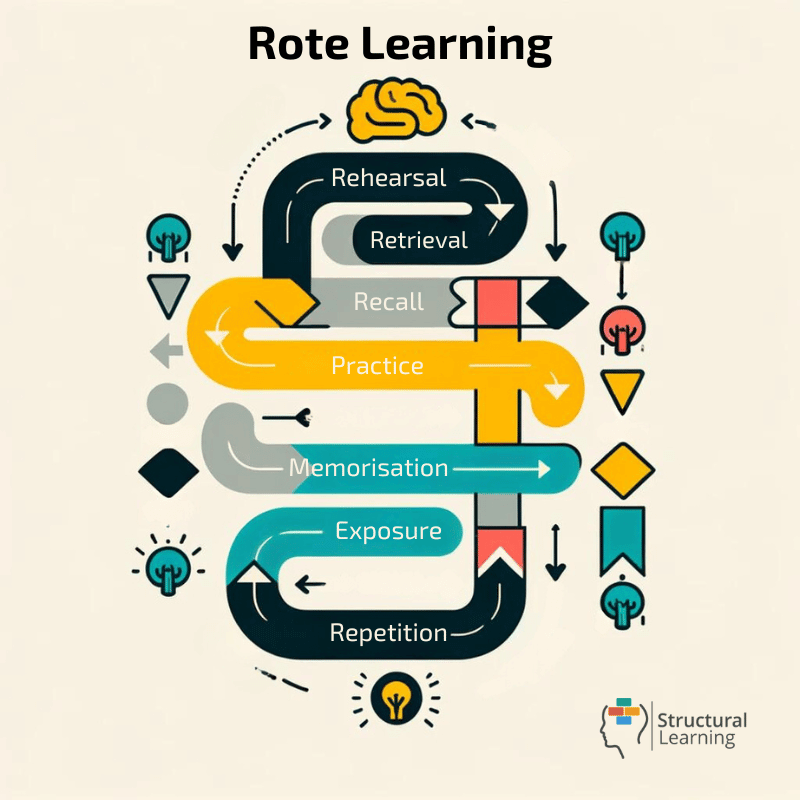 Rote Learning
Rehearsal
Retrieval
Recall
Practice
Memorisation
Exposure
Repetition
Structural
Learning